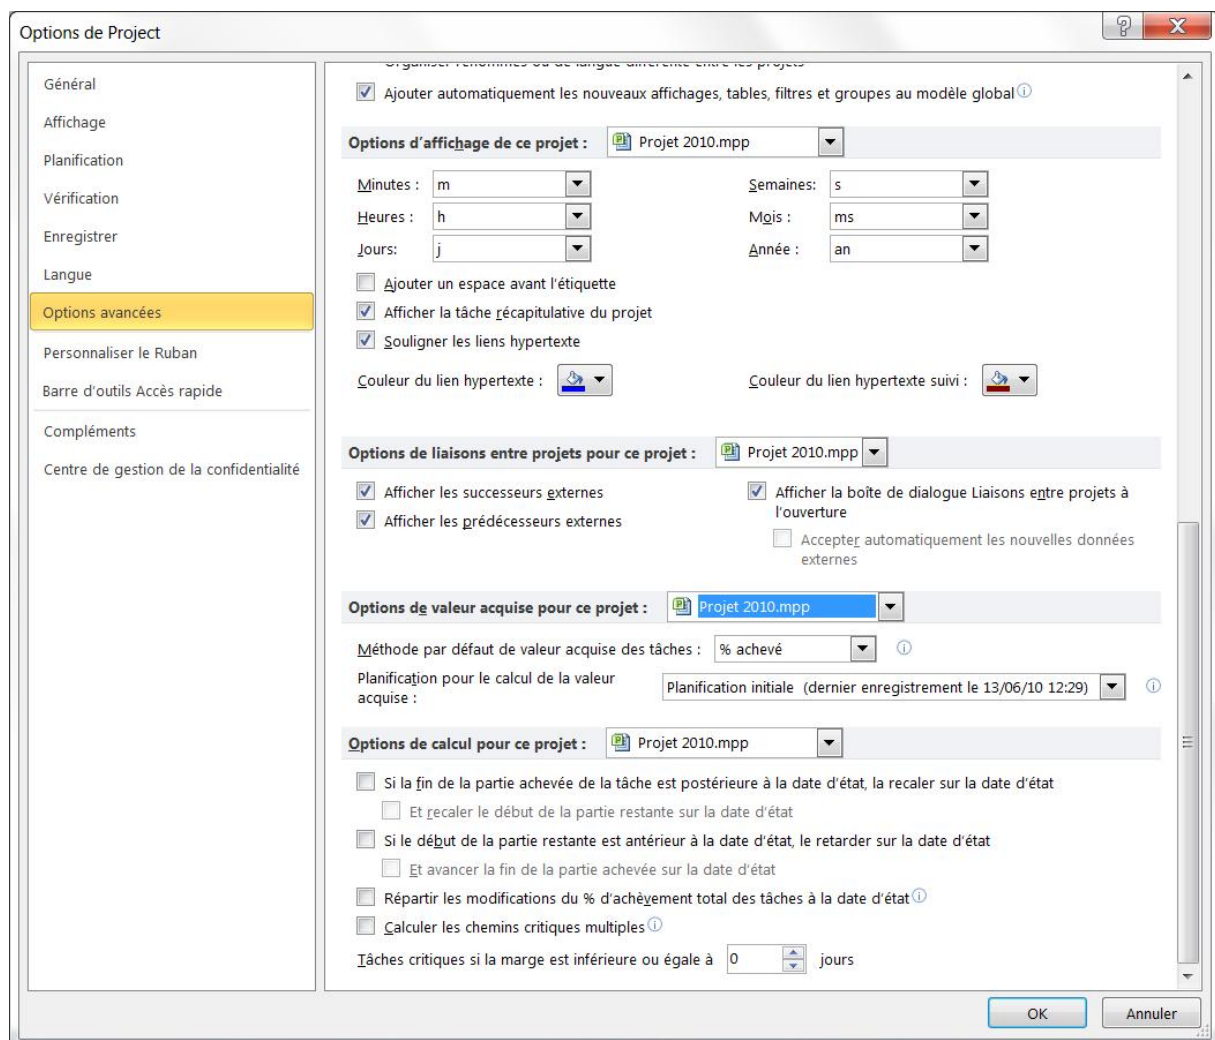 Options de Project
Général
Affichage
Planification
Vérification
Enregistrer
Langue
Options avancées
Personnaliser le Ruban
Barre d'outils Accès rapide
Compléments
Centre de gestion de la confidentialité
Organiser renommés ou de langue différente entre les projets
Ajouter automatiquement les nouveaux affichages, tables, filtres et groupes au modèle global
Options d'affichage de ce projet : Projet 2010.mpp
Minutes : m Semaines: s
Heures : h Mois : ms
Jours: j Année : an
Ajouter un espace avant l'étiquette
Afficher la tâche récapitulative du projet
Souligner les liens hypertexte
Couleur du lien hypertexte : Couleur du lien hypertexte suivi :
Options de liaisons entre projets pour ce projet : Projet 2010.mpp
Afficher les successeurs externes
Afficher les prédécesseurs externes
Afficher la boîte de dialogue Liaisons entre projets à
l'ouverture
Accepter automatiquement les nouvelles données
externes
Options de valeur acquise pour ce projet : Projet 2010.mpp
Méthode par défaut de valeur acquise des tâches : % achevé
Planification pour le calcul de la valeur
acquise :
Planification initiale (dernier enregistrement le 13/06/10 12:29)
Options de calcul pour ce projet : Projet 2010.mpp
Si la fin de la partie achevée de la tâche est postérieure à la date d'état, la recaler sur la date d'état
Et recaler le début de la partie restante sur la date d'état
Si le début de la partie restante est antérieur à la date d'état, le retarder sur la date d'état
Et avancer la fin de la partie achevée sur la date d'état
Répartir les modifications du % d'achèvement total des tâches à la date d'état
Calculer les chemins critiques multiples
Tâches critiques si la marge est inférieure ou égale à 0 jours
OK Annuler